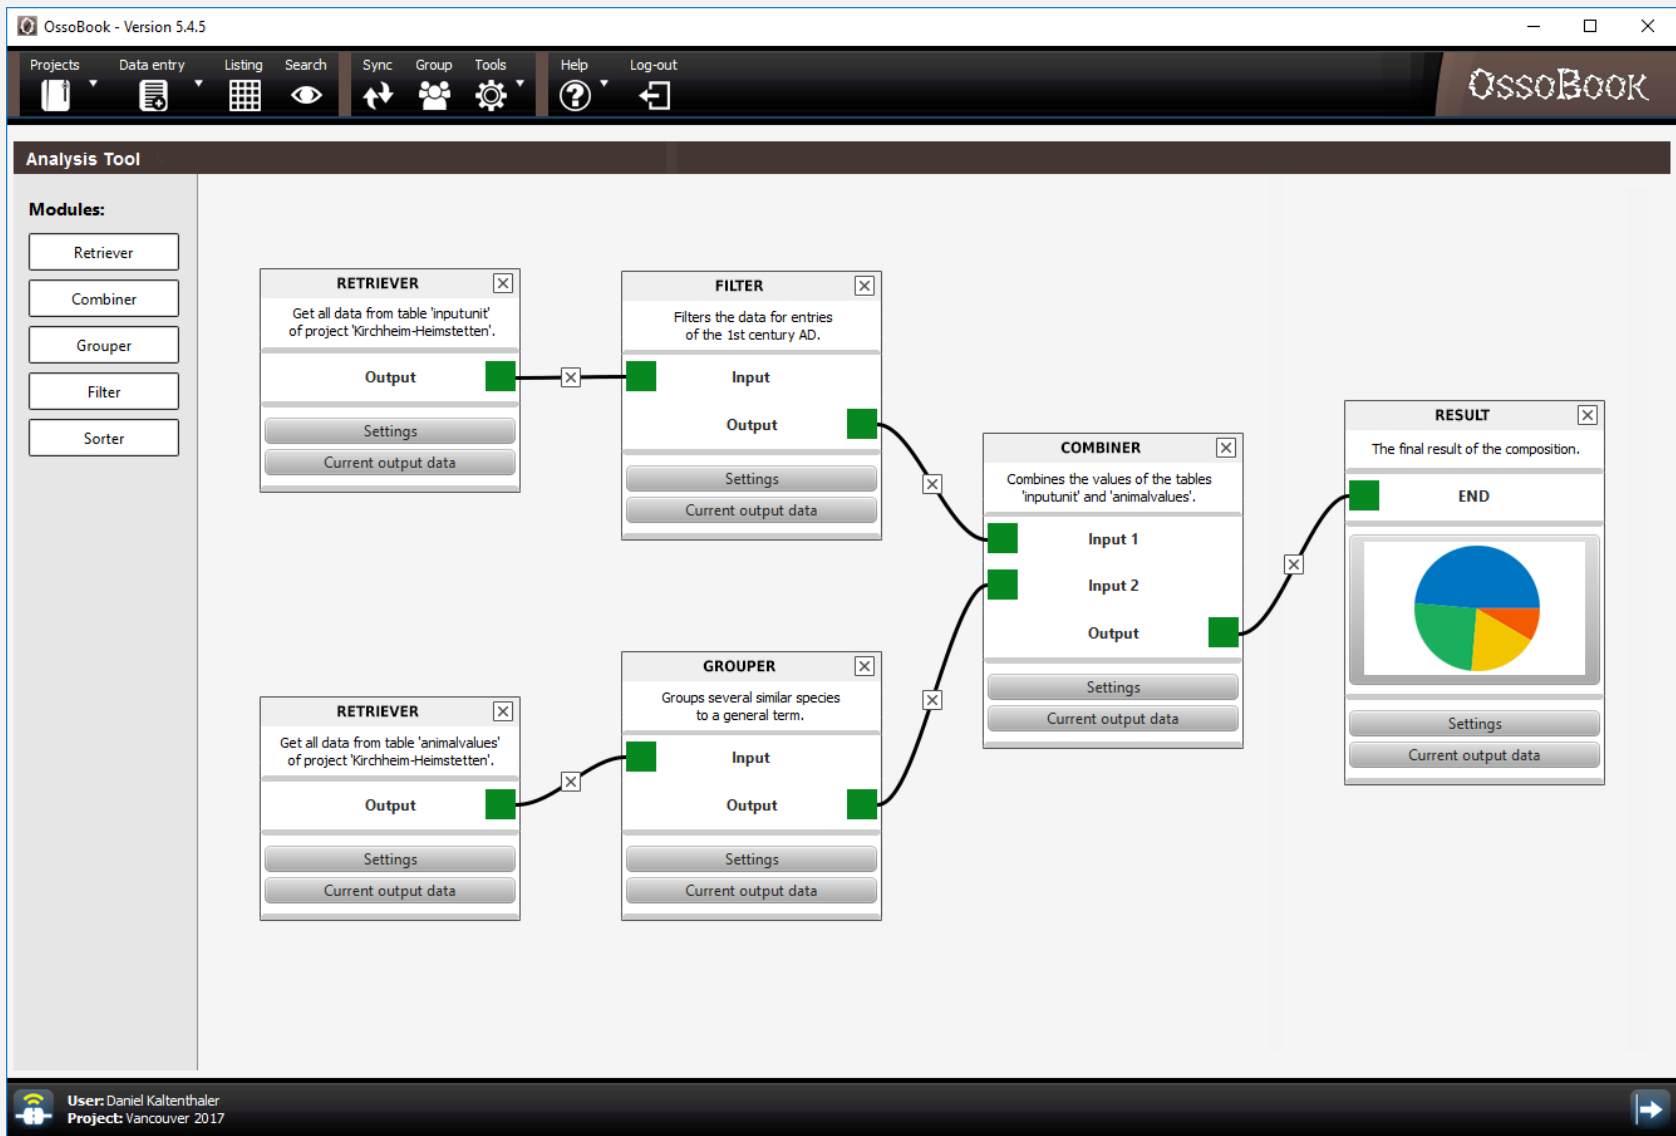 OssoBook - Version 5.4.5
Projects
Data entry
Listing
Search
Sync
Group
Tools
Help
Log-out
OssoBook
Analysis Tool
Modules:
Retriever
Combiner
Grouper
Filter
Sorter
RETRIEVER
Get all data from table 'inputunit'
of project 'Kirchheim-Heimstetten'.
Output
Settings
Current output data
FILTER
Filters the data for entries
of the 1st century AD.
Input
Output
Settings
Current output data
RETRIEVER
Get all data from table 'animalvalues'
of project 'Kirchheim-Heimstetten'.
Output
Settings
Current output data
GROUPER
Groups several similar species
to a general term.
Input
Output
Settings
Current output data
COMBINER
Combines the values of the tables
'inputunit' and 'animalvalues'.
Input 1
Input 2
Output
Settings
Current output data
RESULT
The final result of the composition.
END
Settings
Current output data
User: Daniel Kaltenthaler
Project: Vancouver 2017